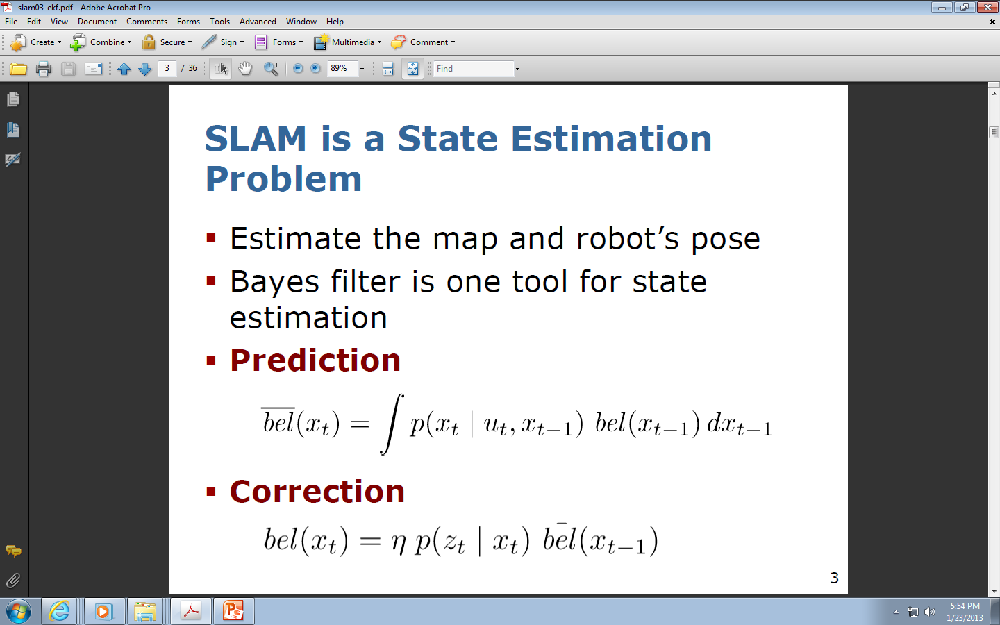 slam03-ekf.pdf - Adobe Acrobat Pro
File Edit View Document Comments Forms Tools Advanced Window Help
Create Combine Secure Sign Forms Multimedia Comment
3 / 36 89% Find
SLAM is a State Estimation
Problem
Estimate the map and robot’s pose
Bayes filter is one tool for state
estimation
Prediction
$\overline{bel}(x_t) = \int p(x_t \mid u_t, x_{t-1}) \; bel(x_{t-1}) \, dx_{t-1}$
Correction
$bel(x_t) = \eta \; p(z_t \mid x_t) \; \bar{bel}(x_{t-1})$
3
5:54 PM
1/23/2013